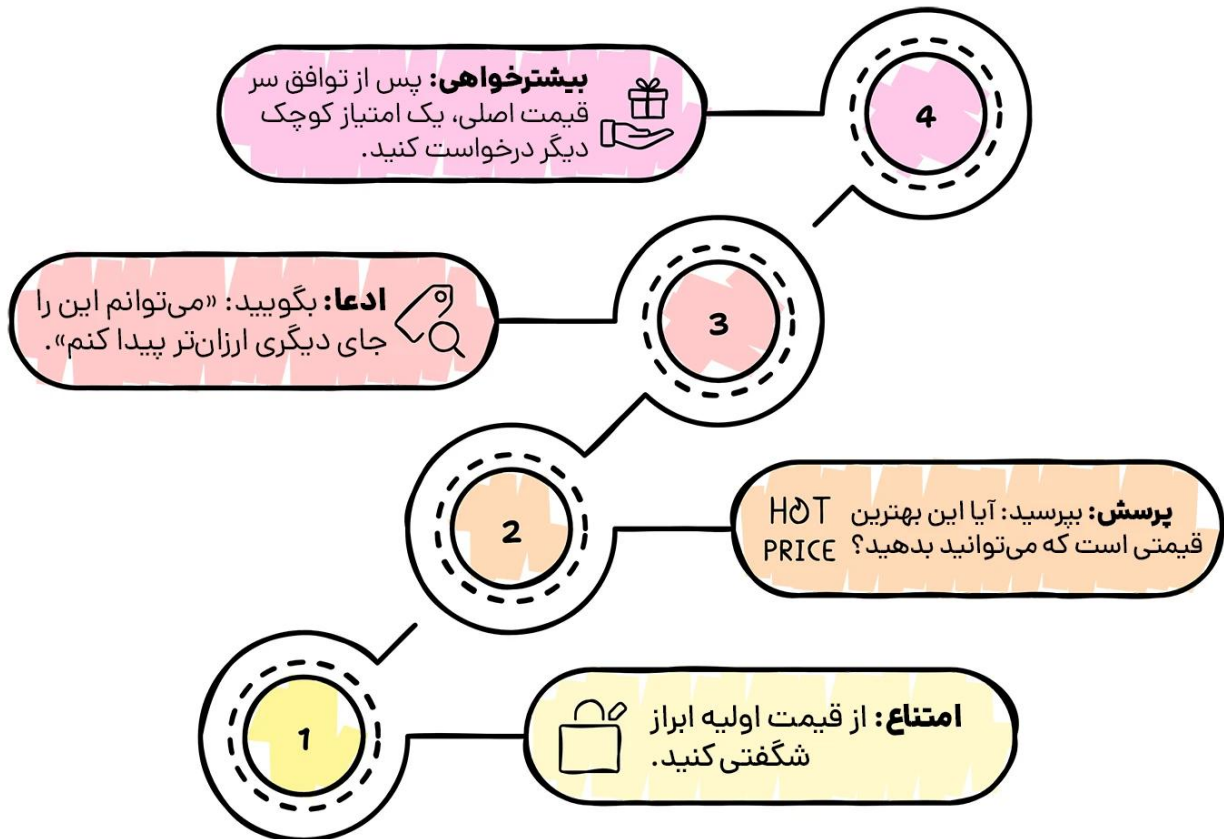 4
بیشترخواهی: پس از توافق سر
قیمت اصلی، یک امتیاز کوچک
دیگر درخواست کنید.
3
ادعا: بگویید: «می‌توانم این را
جای دیگری ارزان‌تر پیدا کنم».
2
پرسش: بپرسید: آیا این بهترین
قیمتی است که می‌توانید بدهید؟
HOT
PRICE
1
امتناع: از قیمت اولیه ابراز
شگفتی کنید.